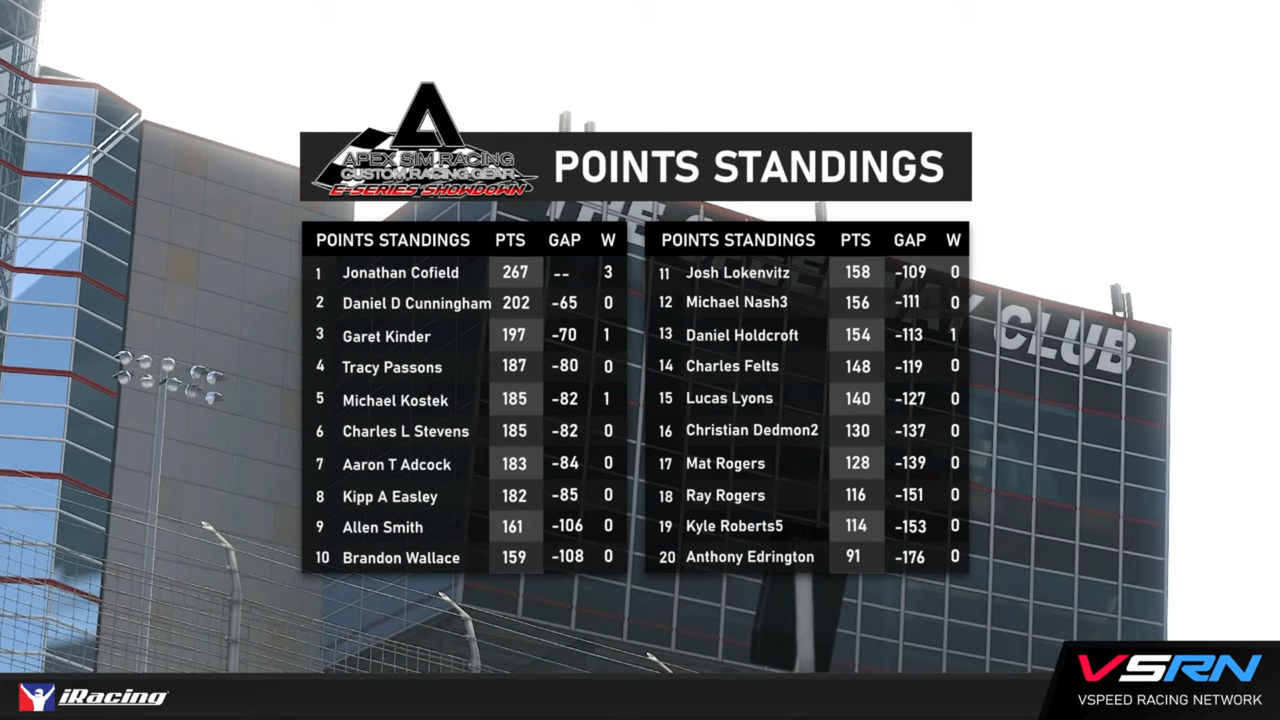 A
APEX SIM RACING
CUSTOM RACING GEAR
E-SERIES SHOWDOWN
POINTS STANDINGS
POINTS STANDINGS PTS GAP W
1 Jonathan Cofield 267 -- 3
2 Daniel D Cunningham 202 -65 0
3 Garet Kinder 197 -70 1
4 Tracy Passons 187 -80 0
5 Michael Kostek 185 -82 1
6 Charles L Stevens 185 -82 0
7 Aaron T Adcock 183 -84 0
8 Kipp A Easley 182 -85 0
9 Allen Smith 161 -106 0
10 Brandon Wallace 159 -108 0
POINTS STANDINGS PTS GAP W
11 Josh Lokenvitz 158 -109 0
12 Michael Nash3 156 -111 0
13 Daniel Holdcroft 154 -113 1
14 Charles Felts 148 -119 0
15 Lucas Lyons 140 -127 0
16 Christian Dedmon2 130 -137 0
17 Mat Rogers 128 -139 0
18 Ray Rogers 116 -151 0
19 Kyle Roberts5 114 -153 0
20 Anthony Edrington 91 -176 0
THE
CLUB
iRacing
VSRN
VSPEED RACING NETWORK